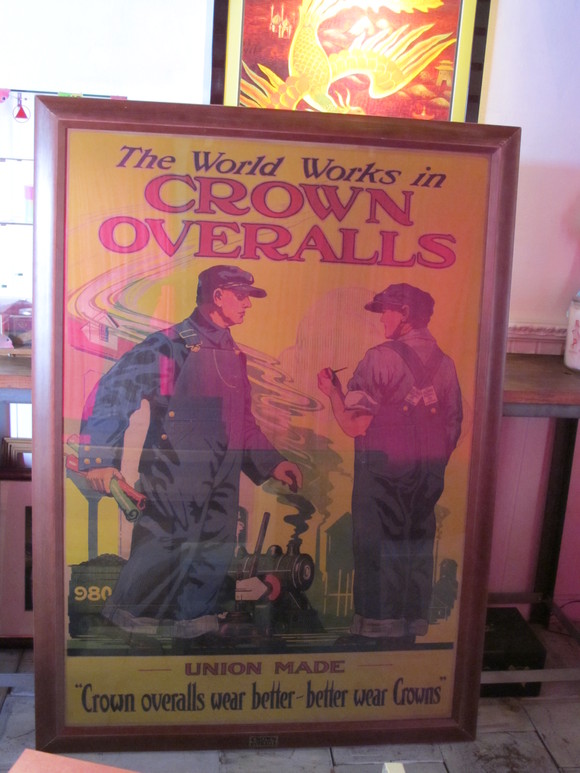 The World Works in
CROWN
OVERALLS
980
UNION MADE
"Crown overalls wear better-better wear Crowns"